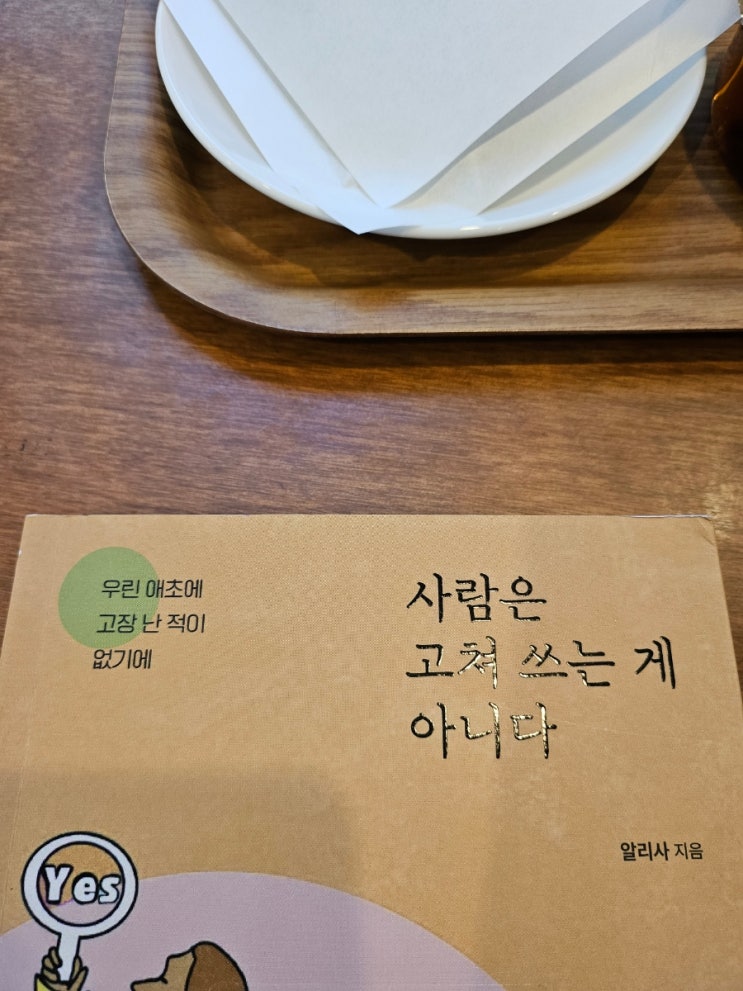 우린 애초에
고장 난 적이
없기에
사람은
고쳐 쓰는 게
아니다
알리사 지음
Yes